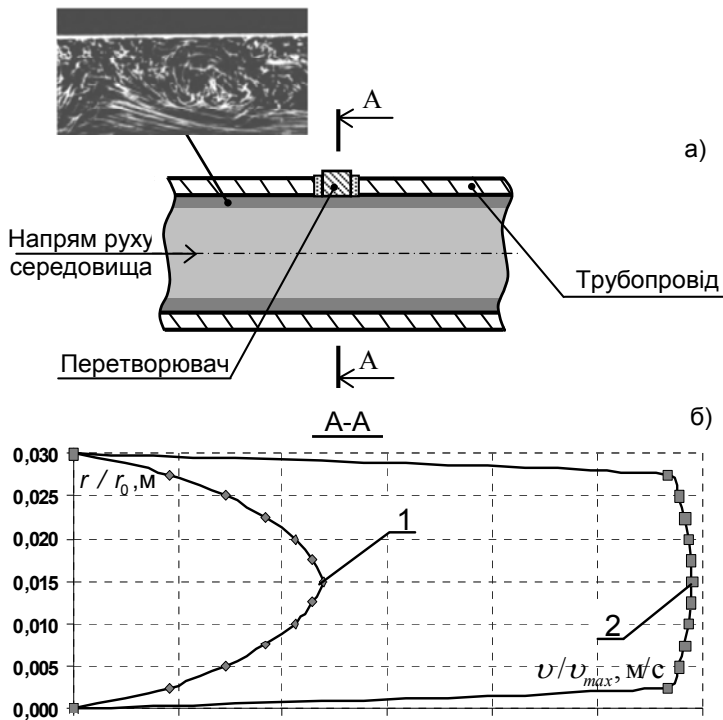 А
а)
Напрям руху
середовища
Трубопровід
Перетворювач
А
А-А
б)
0,030
r / r0 ,м
0,025
1
0,020
0,015
0,010
2
0,005
υ/υmax, м/с
0,000